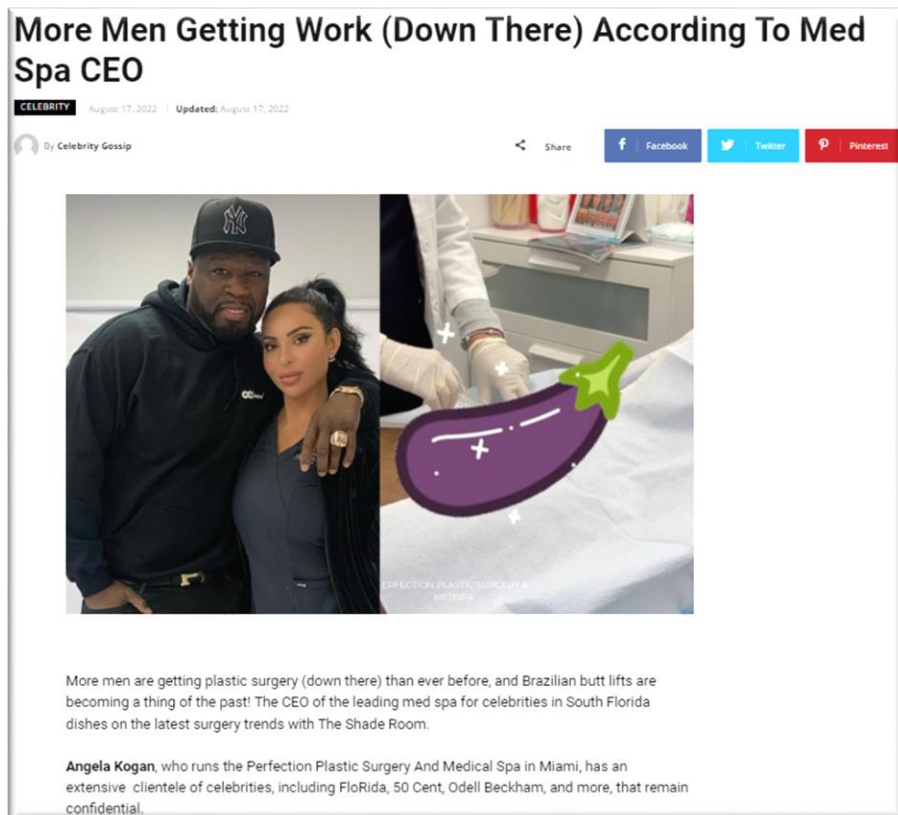 More Men Getting Work (Down There) According To Med
Spa CEO
CELEBRITY August 17, 2022 Updated: August 17, 2022
By Celebrity Gossip
Share
Facebook
Twitter
Pinterest
PERFECTION PLASTIC SURGERY &
MEDSPA
More men are getting plastic surgery (down there) than ever before, and Brazilian butt lifts are
becoming a thing of the past! The CEO of the leading med spa for celebrities in South Florida
dishes on the latest surgery trends with The Shade Room.
Angela Kogan, who runs the Perfection Plastic Surgery And Medical Spa in Miami, has an
extensive clientele of celebrities, including FloRida, 50 Cent, Odell Beckham, and more, that remain
confidential.